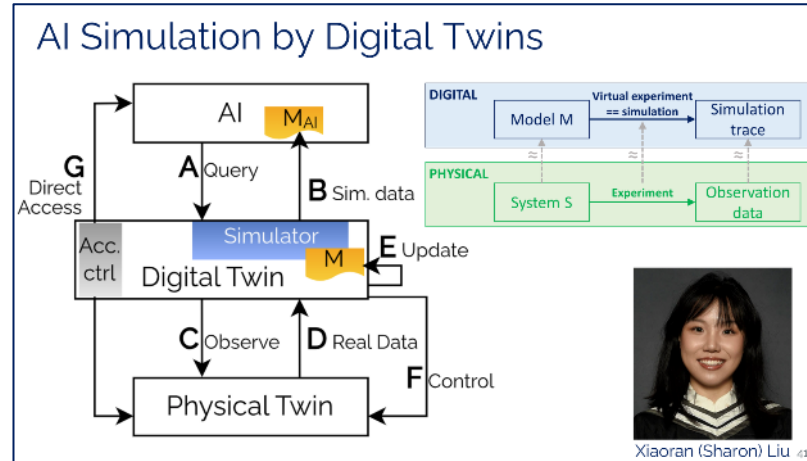 AI Simulation by Digital Twins
AI
M_AI
G
Direct
Access
A Query
B Sim. data
Acc.
ctrl
Simulator
M
Digital Twin
E Update
C Observe
D Real Data
F Control
Physical Twin
DIGITAL
Model M
Virtual experiment
== simulation
Simulation
trace
≈ ≈ ≈
PHYSICAL
System S
Experiment
Observation
data
Xiaoran (Sharon) Liu